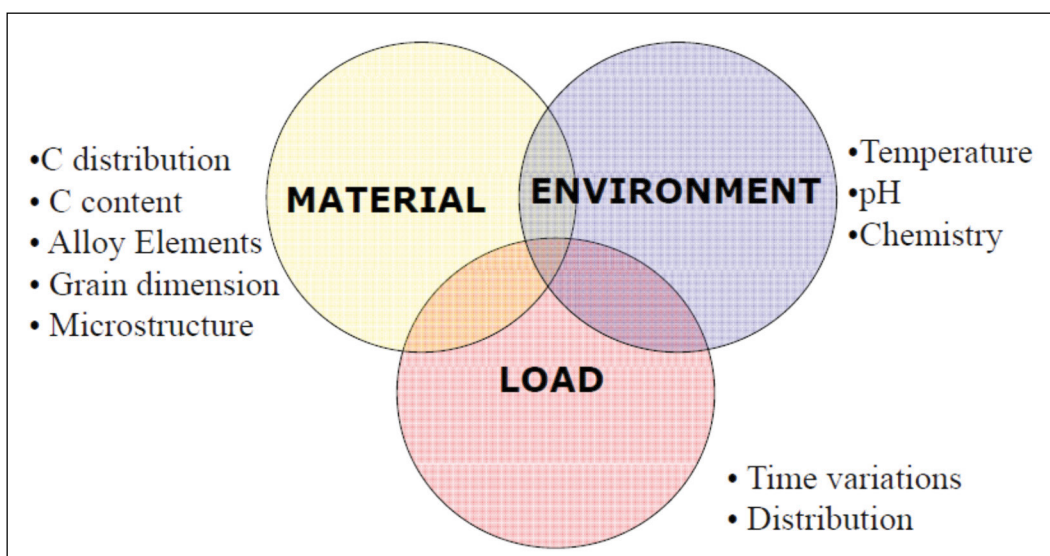 •C distribution
• C content
• Alloy Elements
• Grain dimension
• Microstructure
MATERIAL
ENVIRONMENT
•Temperature
•pH
•Chemistry
LOAD
• Time variations
• Distribution